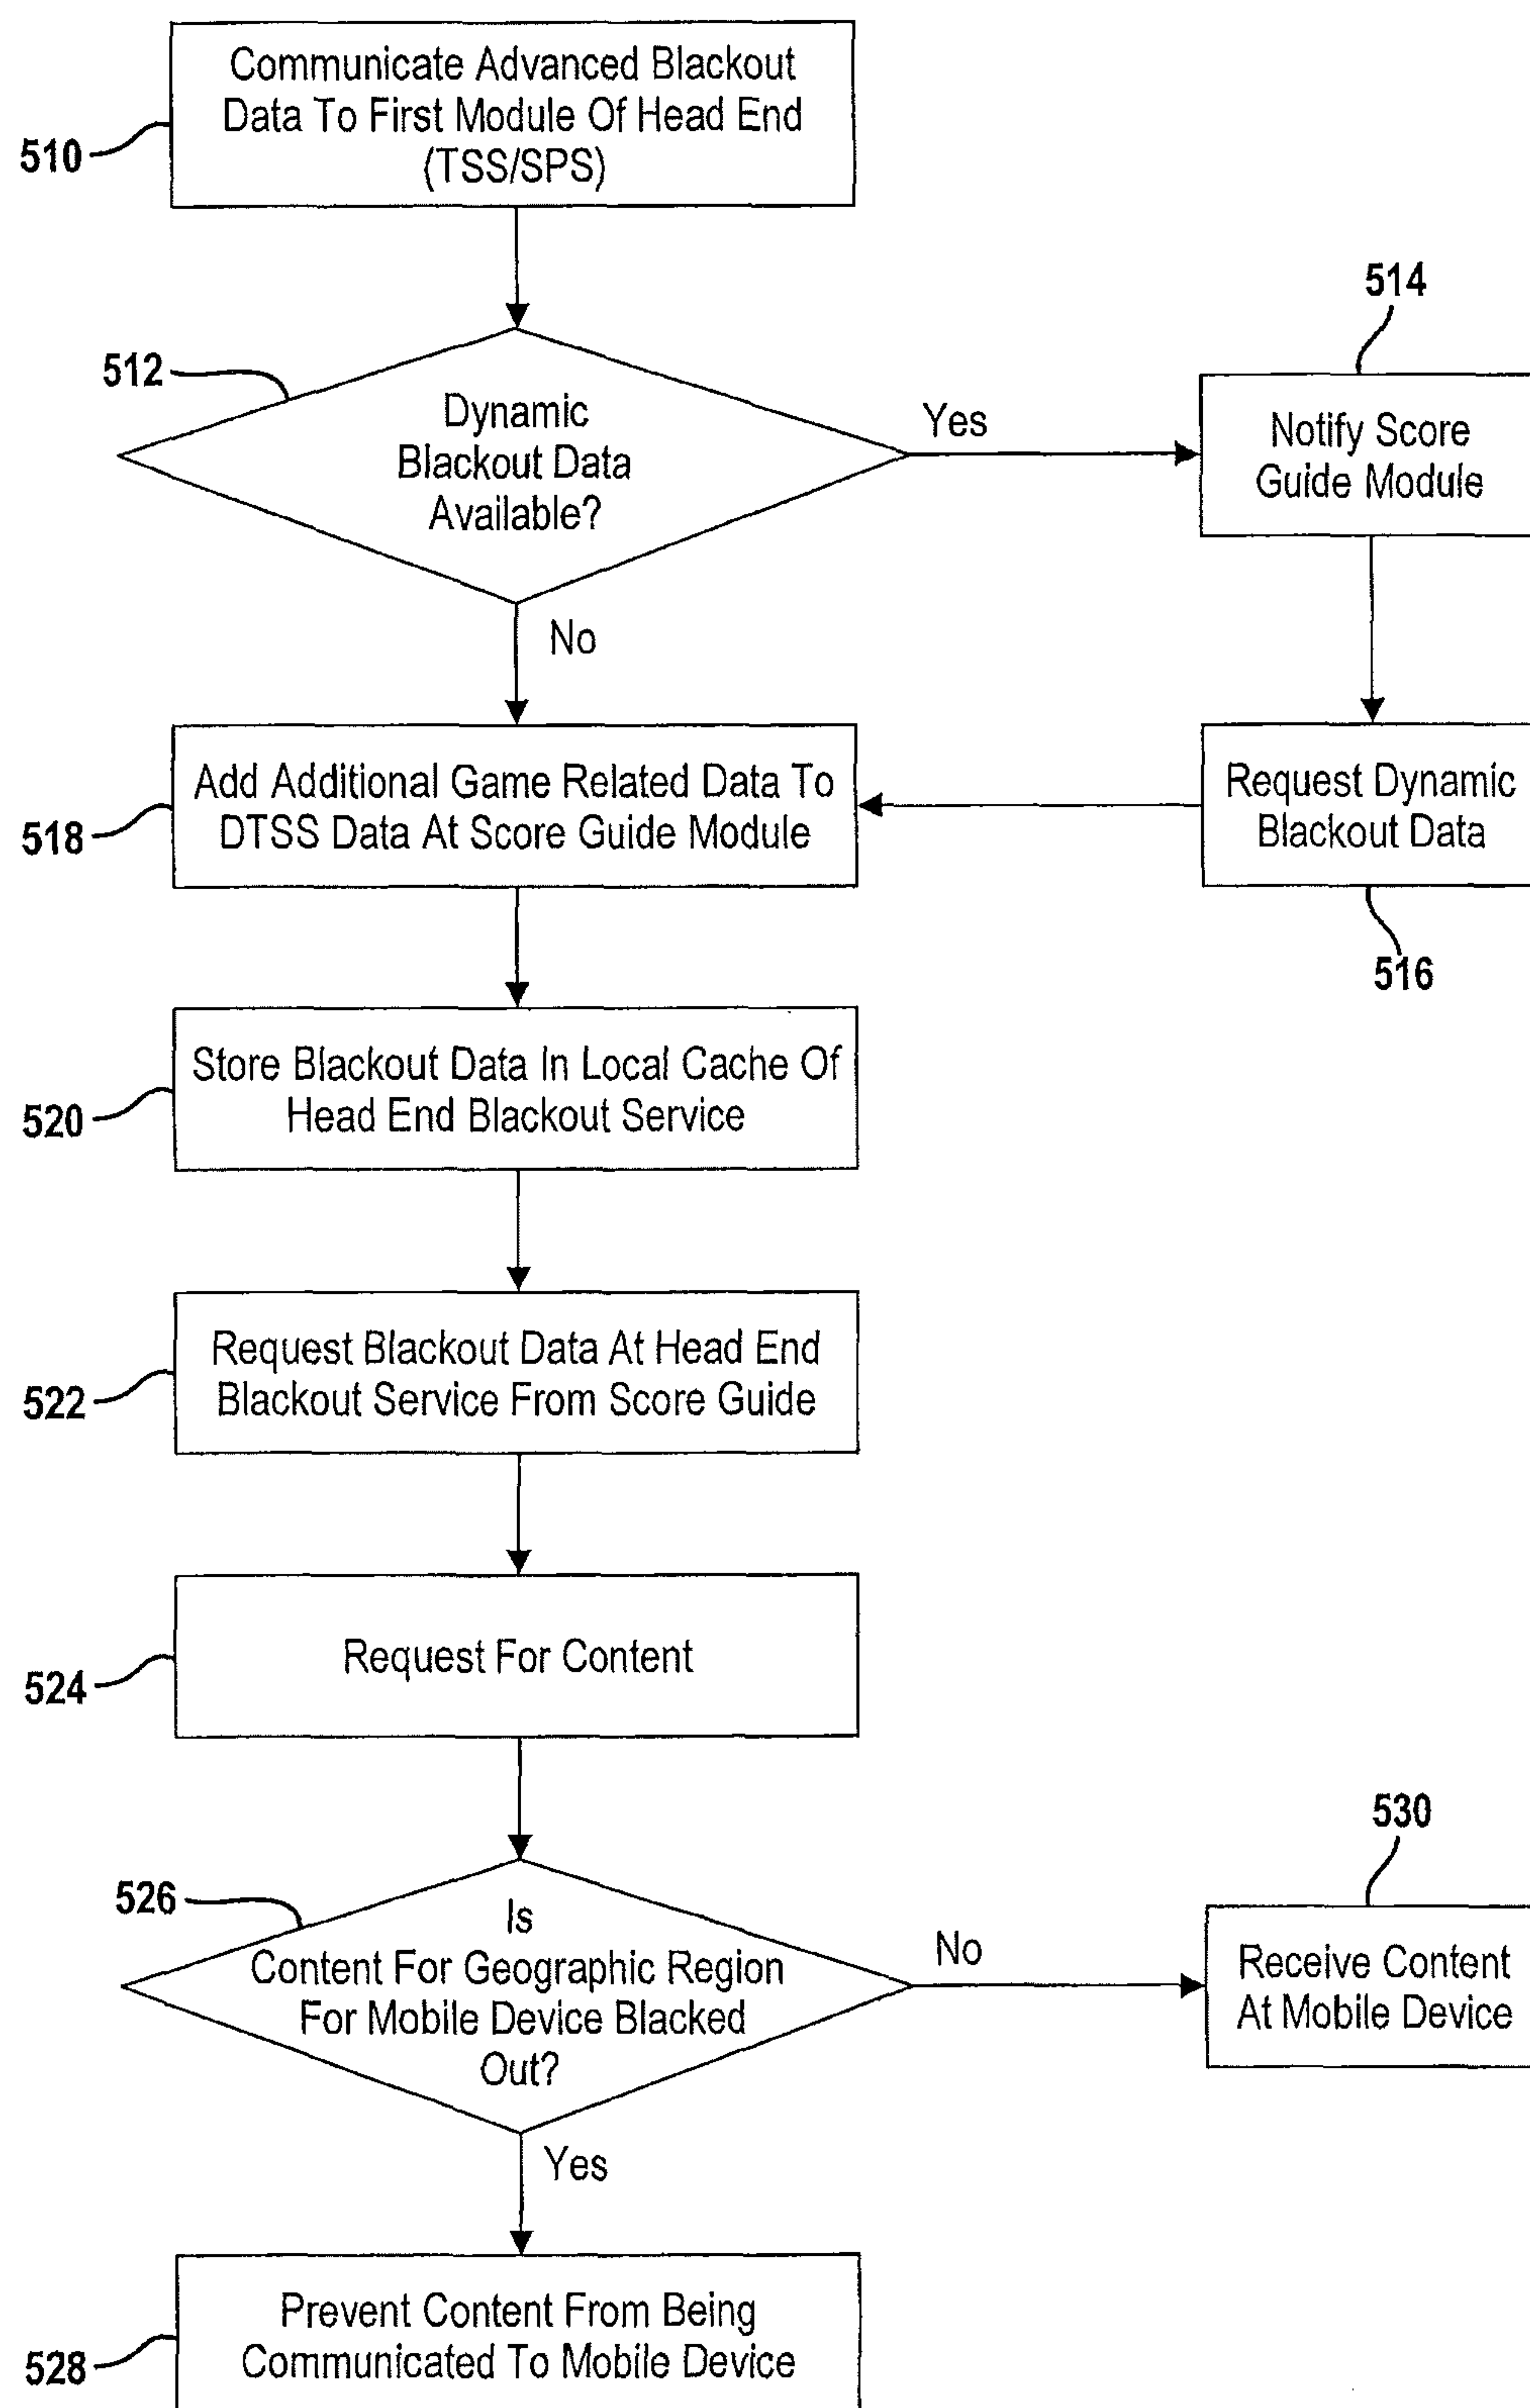 Communicate Advanced Blackout
Data To First Module Of Head End
(TSS/SPS)
510
512
Dynamic
Blackout Data
Available?
Yes
514
Notify Score
Guide Module
No
518
Add Additional Game Related Data To
DTSS Data At Score Guide Module
Request Dynamic
Blackout Data
516
520
Store Blackout Data In Local Cache Of
Head End Blackout Service
522
Request Blackout Data At Head End
Blackout Service From Score Guide
524
Request For Content
526
Is
Content For Geographic Region
For Mobile Device Blacked
Out?
No
530
Receive Content
At Mobile Device
Yes
528
Prevent Content From Being
Communicated To Mobile Device